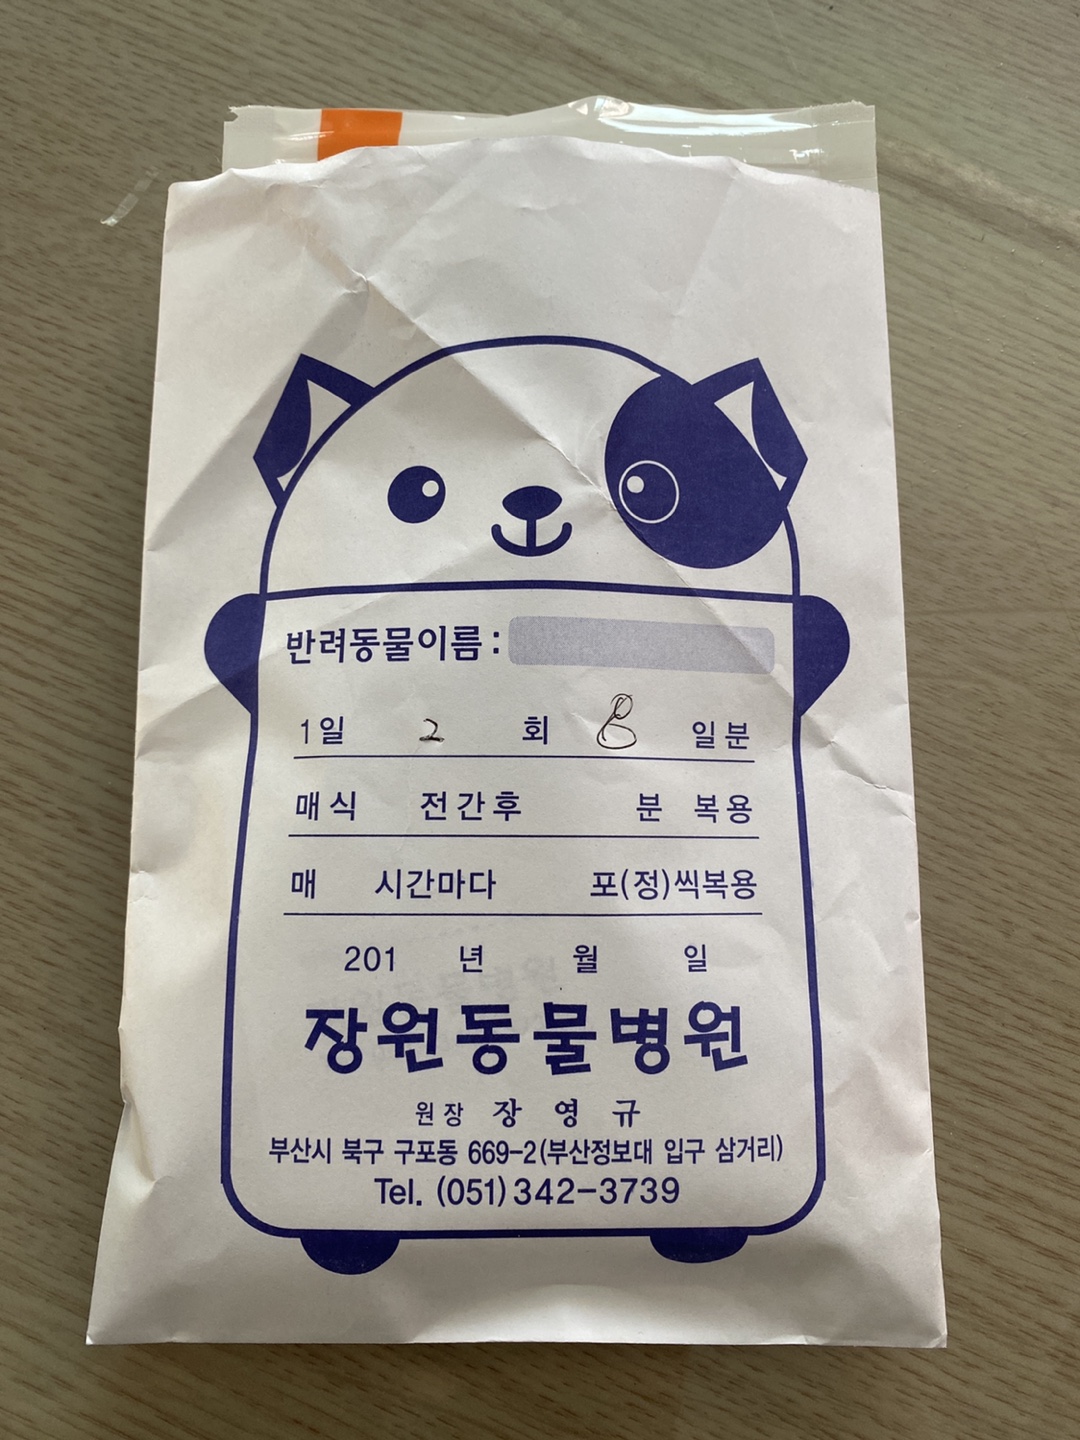 반려동물이름 :
1일 2 회 8 일분
매식 전간후 분 복용
매 시간마다 포(정)씩복용
201 년 월 일
장원동물병원
원장 장영규
부산시 북구 구포동 669-2(부산정보대 입구 삼거리)
Tel. (051)342-3739